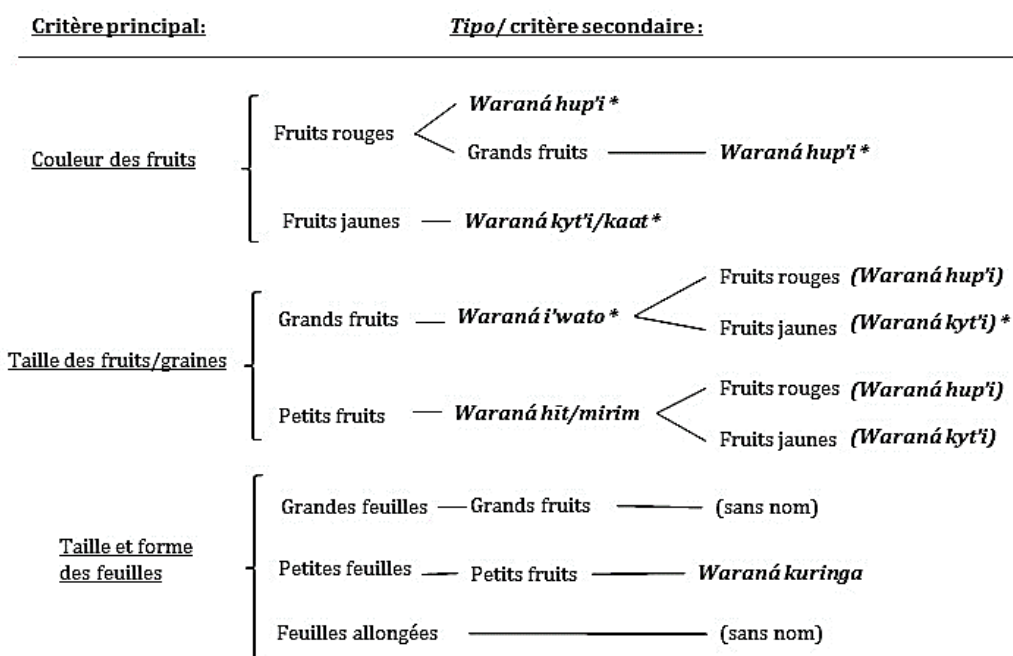 Critère principal: Tipo/ critère secondaire :
Waraná hup'i *
Fruits rouges
Grands fruits Waraná hup'i *
Couleur des fruits
Fruits jaunes Waraná kyt'i/kaat *
Fruits rouges (Waraná hup'i)
Grands fruits Waraná i'wato *
Fruits jaunes (Waraná kyt'i) *
Taille des fruits/graines
Fruits rouges (Waraná hup'i)
Petits fruits Waraná hīt/mirim
Fruits jaunes (Waraná kyt'i)
Grandes feuilles Grands fruits (sans nom)
Taille et forme
des feuilles
Petites feuilles Petits fruits Waraná kuringa
Feuilles allongées (sans nom)